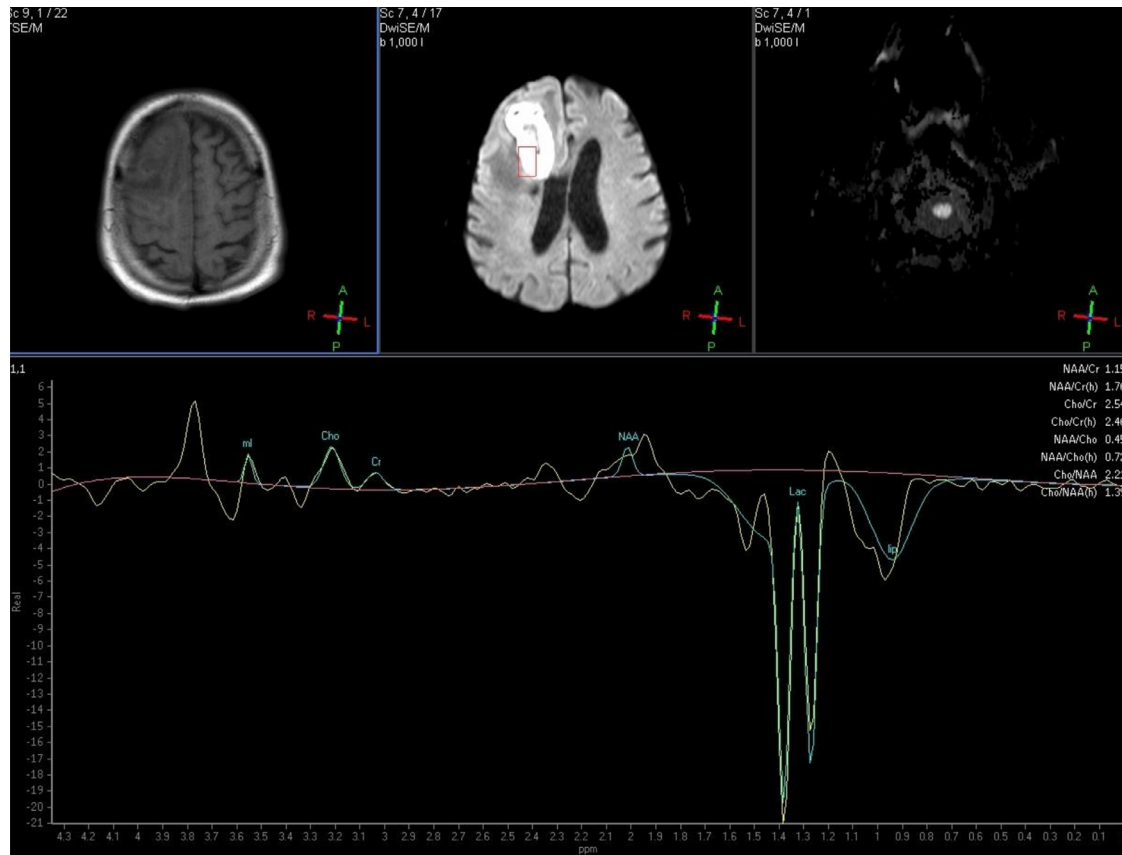 Sc 9, 1 / 22
TSE/M
Sc 7, 4 / 17
DwiSE/M
b 1,000 I
Sc 7, 4 / 1
DwiSE/M
b 1,000 I
A
R L
P
A
R L
P
A
R L
P
1,1
NAA/Cr 1.15
NAA/Cr(h) 1.76
Cho/Cr 2.54
Cho/Cr(h) 2.46
NAA/Cho 0.45
NAA/Cho(h) 0.72
Cho/NAA 2.22
Cho/NAA(h) 1.39
mI
Cho
Cr
NAA
Lac
lip
6
5
4
3
2
1
0
-1
-2
-3
-4
-5
-6
-7
-8
-9
-10
-11
-12
-13
-14
-15
-16
-17
-18
-19
-20
-21
Real
4.3 4.2 4.1 4 3.9 3.8 3.7 3.6 3.5 3.4 3.3 3.2 3.1 3 2.9 2.8 2.7 2.6 2.5 2.4 2.3 2.2 2.1 2 1.9 1.8 1.7 1.6 1.5 1.4 1.3 1.2 1.1 1 0.9 0.8 0.7 0.6 0.5 0.4 0.3 0.2 0.1 0
ppm